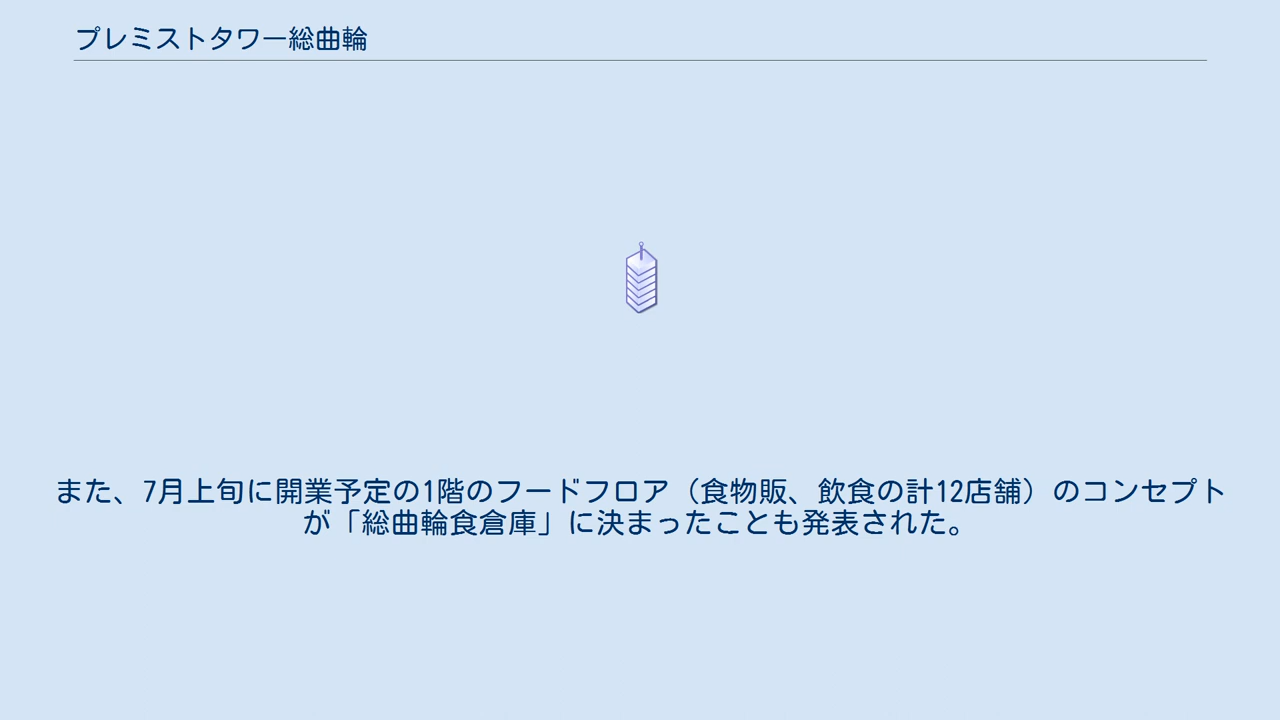 プレミストタワー総曲輪
また、7月上旬に開業予定の1階のフードフロア（食物販、飲食の計12店舗）のコンセプト
が「総曲輪食倉庫」に決まったことも発表された。